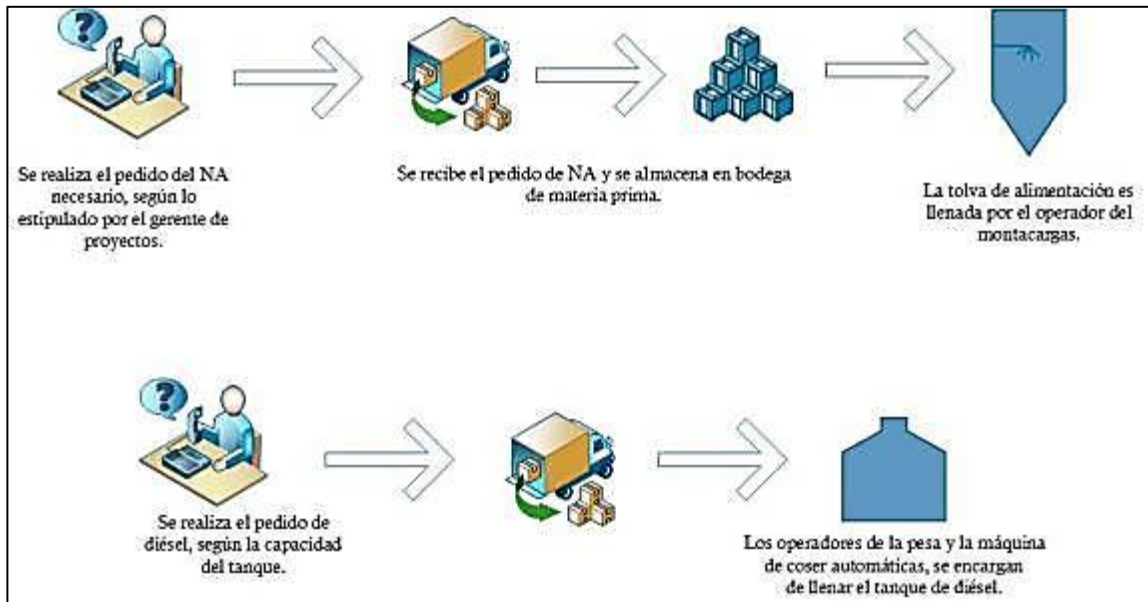 ?
Se realiza el pedido del NA
necesario, según lo
estipulado por el gerente de
proyectos.
Se recibe el pedido de NA y se almacena en bodega
de materia prima.
La tolva de alimentación es
llenada por el operador del
montacargas.
?
Se realiza el pedido de
diésel, según la capacidad
del tanque.
Los operadores de la pesa y la máquina
de coser automáticas, se encargan
de llenar el tanque de diésel.